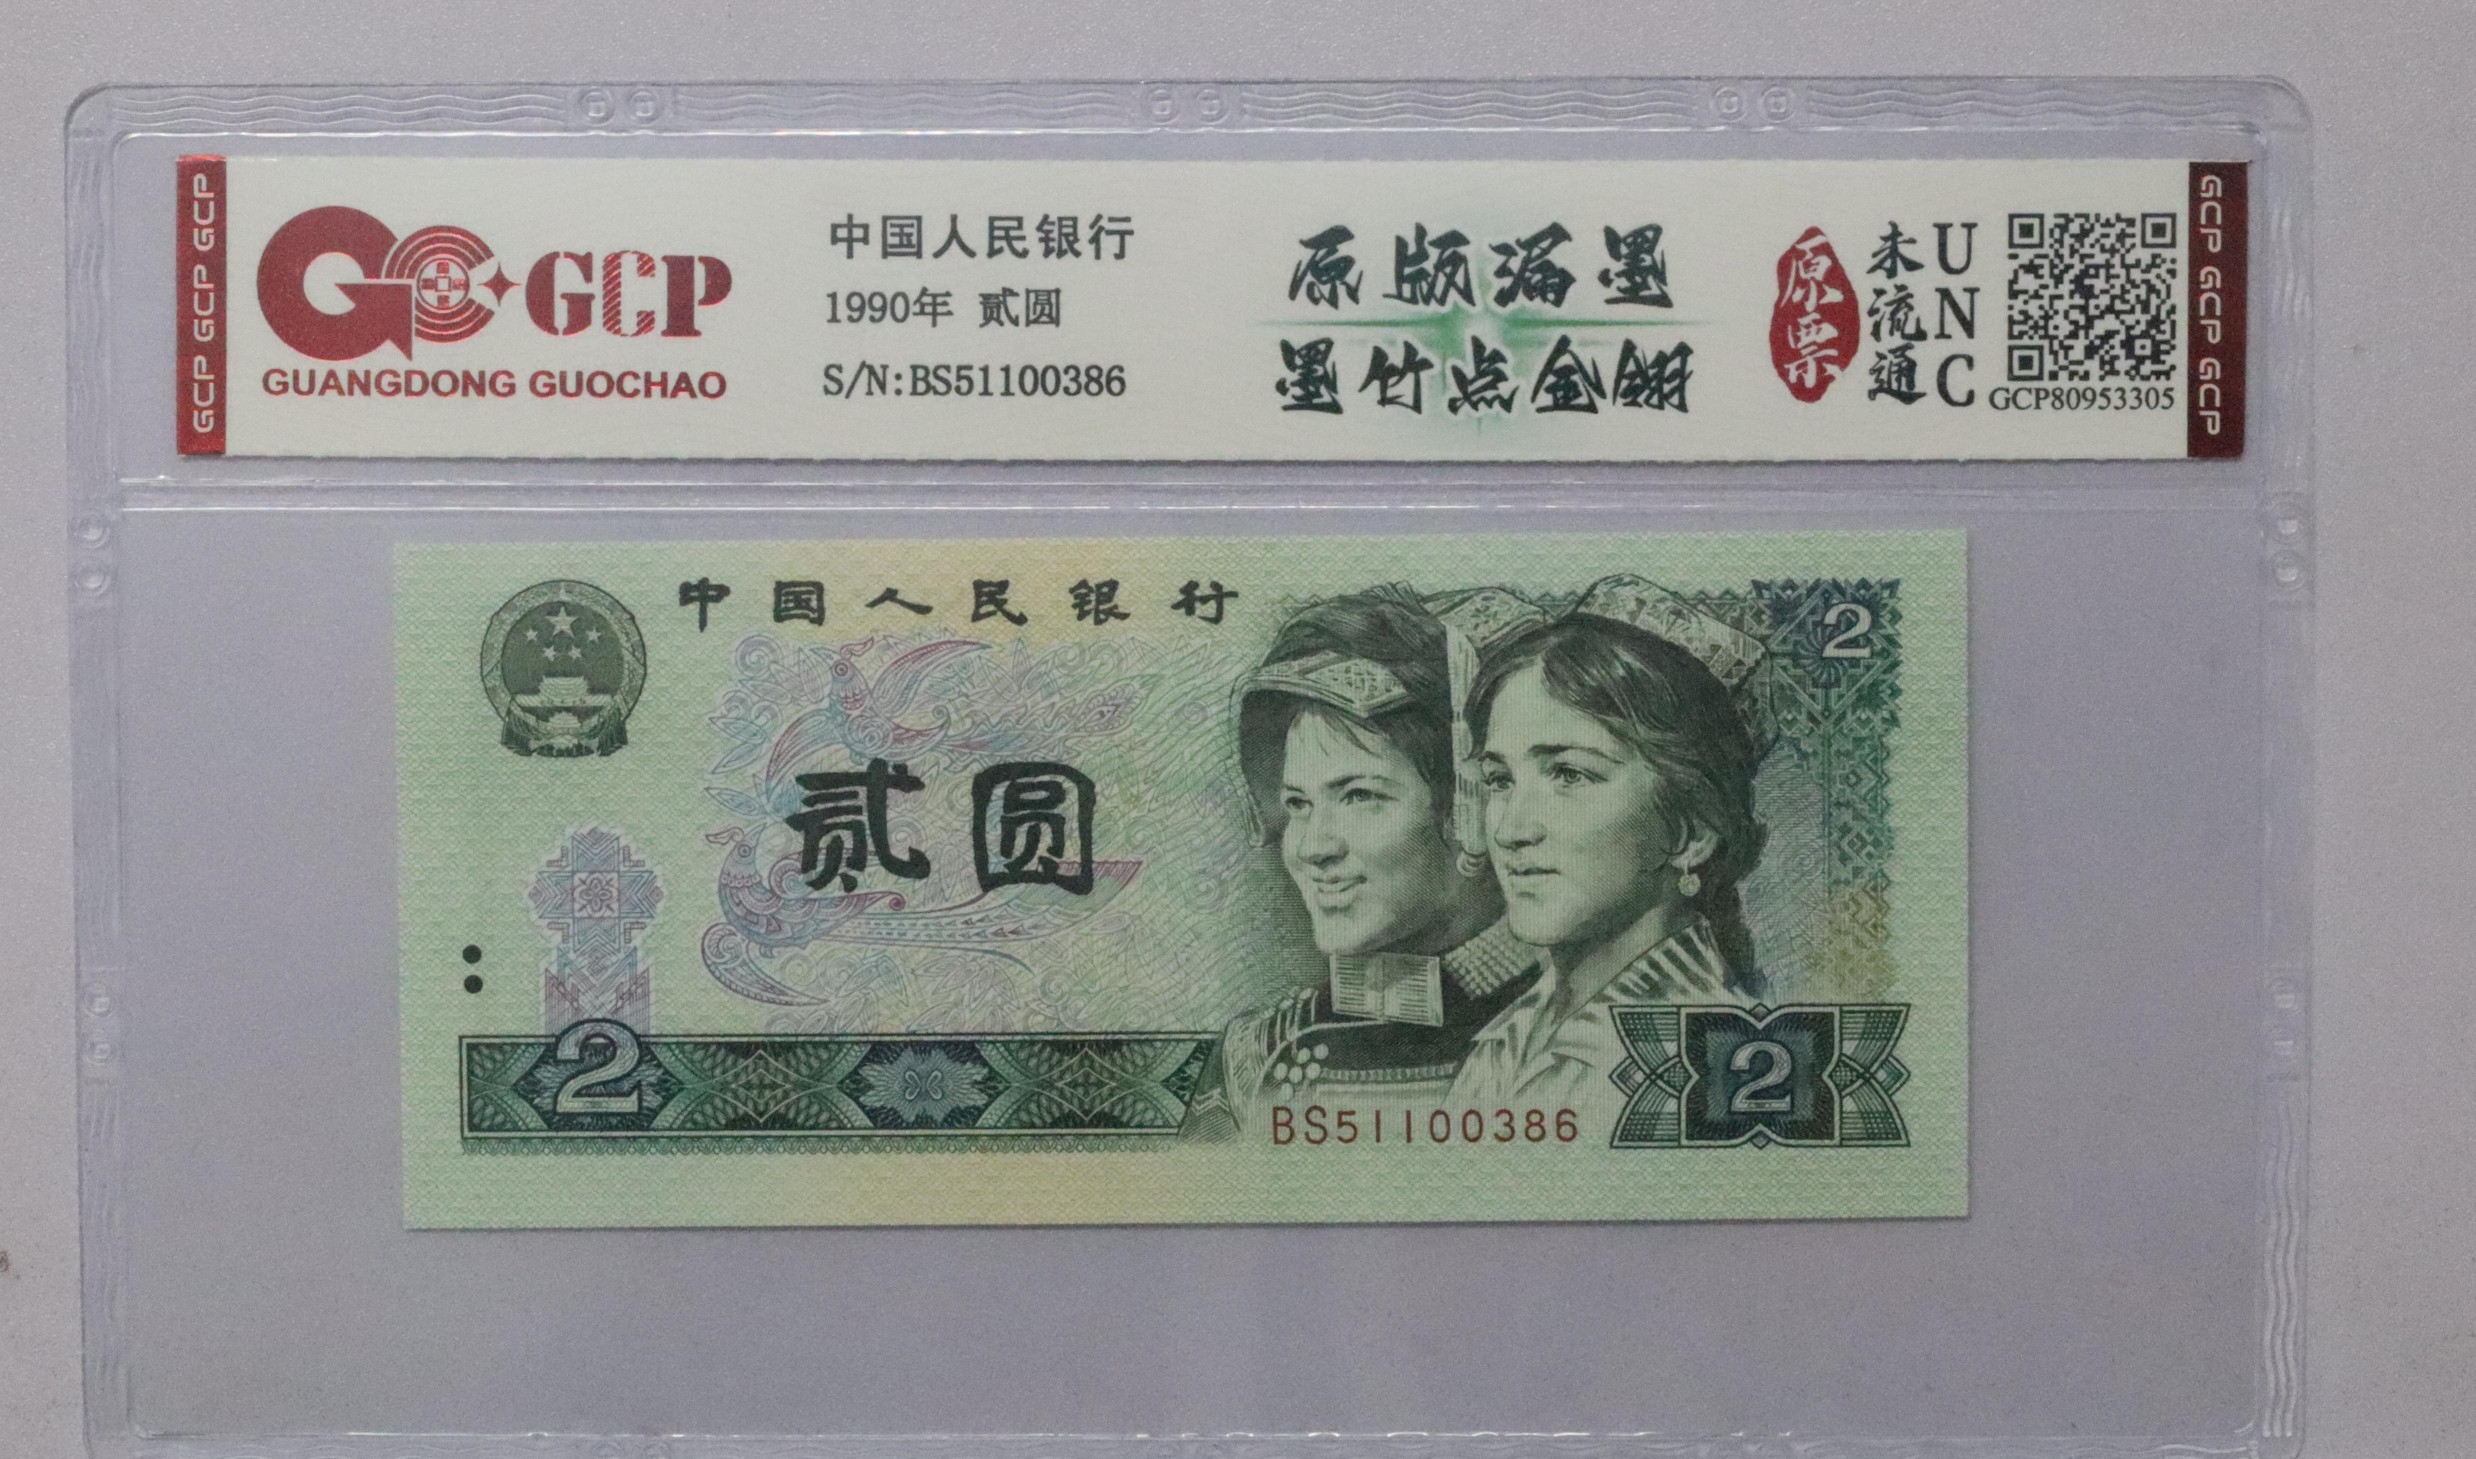 GCP GCP GCP
GCP
GUANGDONG GUOCHAO
中国人民银行
1990年 贰圆
S/N:BS51100386
原版漏墨
墨竹点金翎
原票
未流通
UNC
GCP80953305
GCP GCP GCP
中国人民银行
2
贰圆
2
BS51100386
2